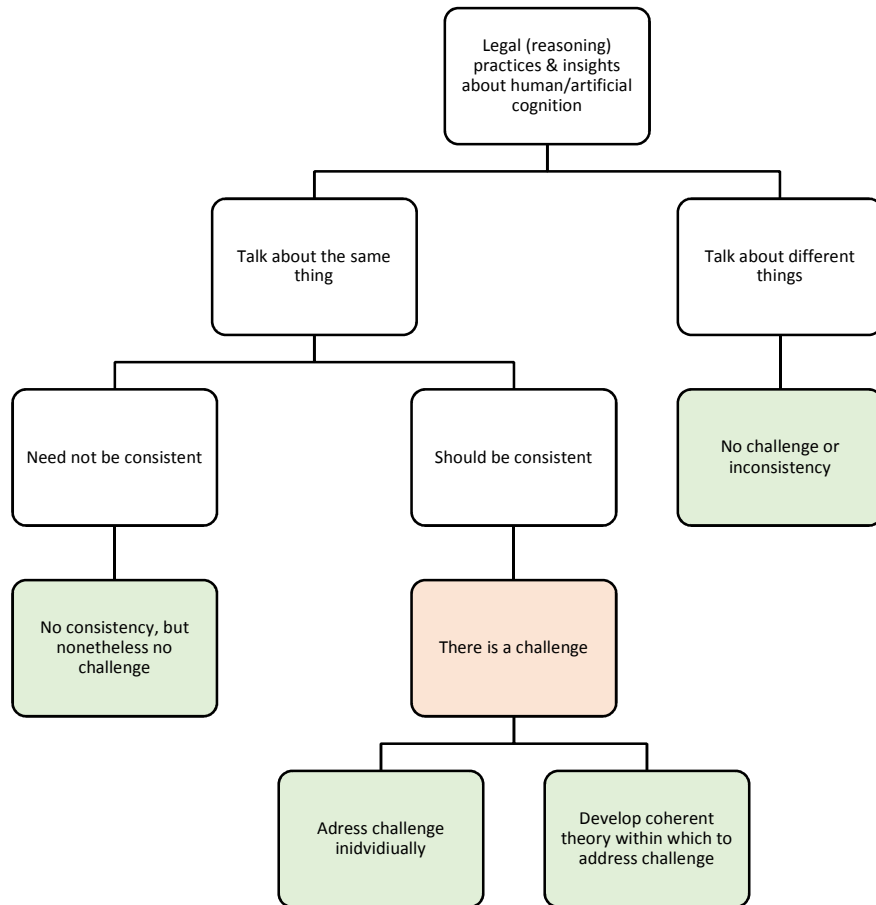 Legal (reasoning)
practices & insights
about human/artificial
cognition
Talk about the same
thing
Talk about different
things
Need not be consistent
Should be consistent
No challenge or
inconsistency
No consistency, but
nonetheless no
challenge
There is a challenge
Adress challenge
inidvidiually
Develop coherent
theory within which to
address challenge